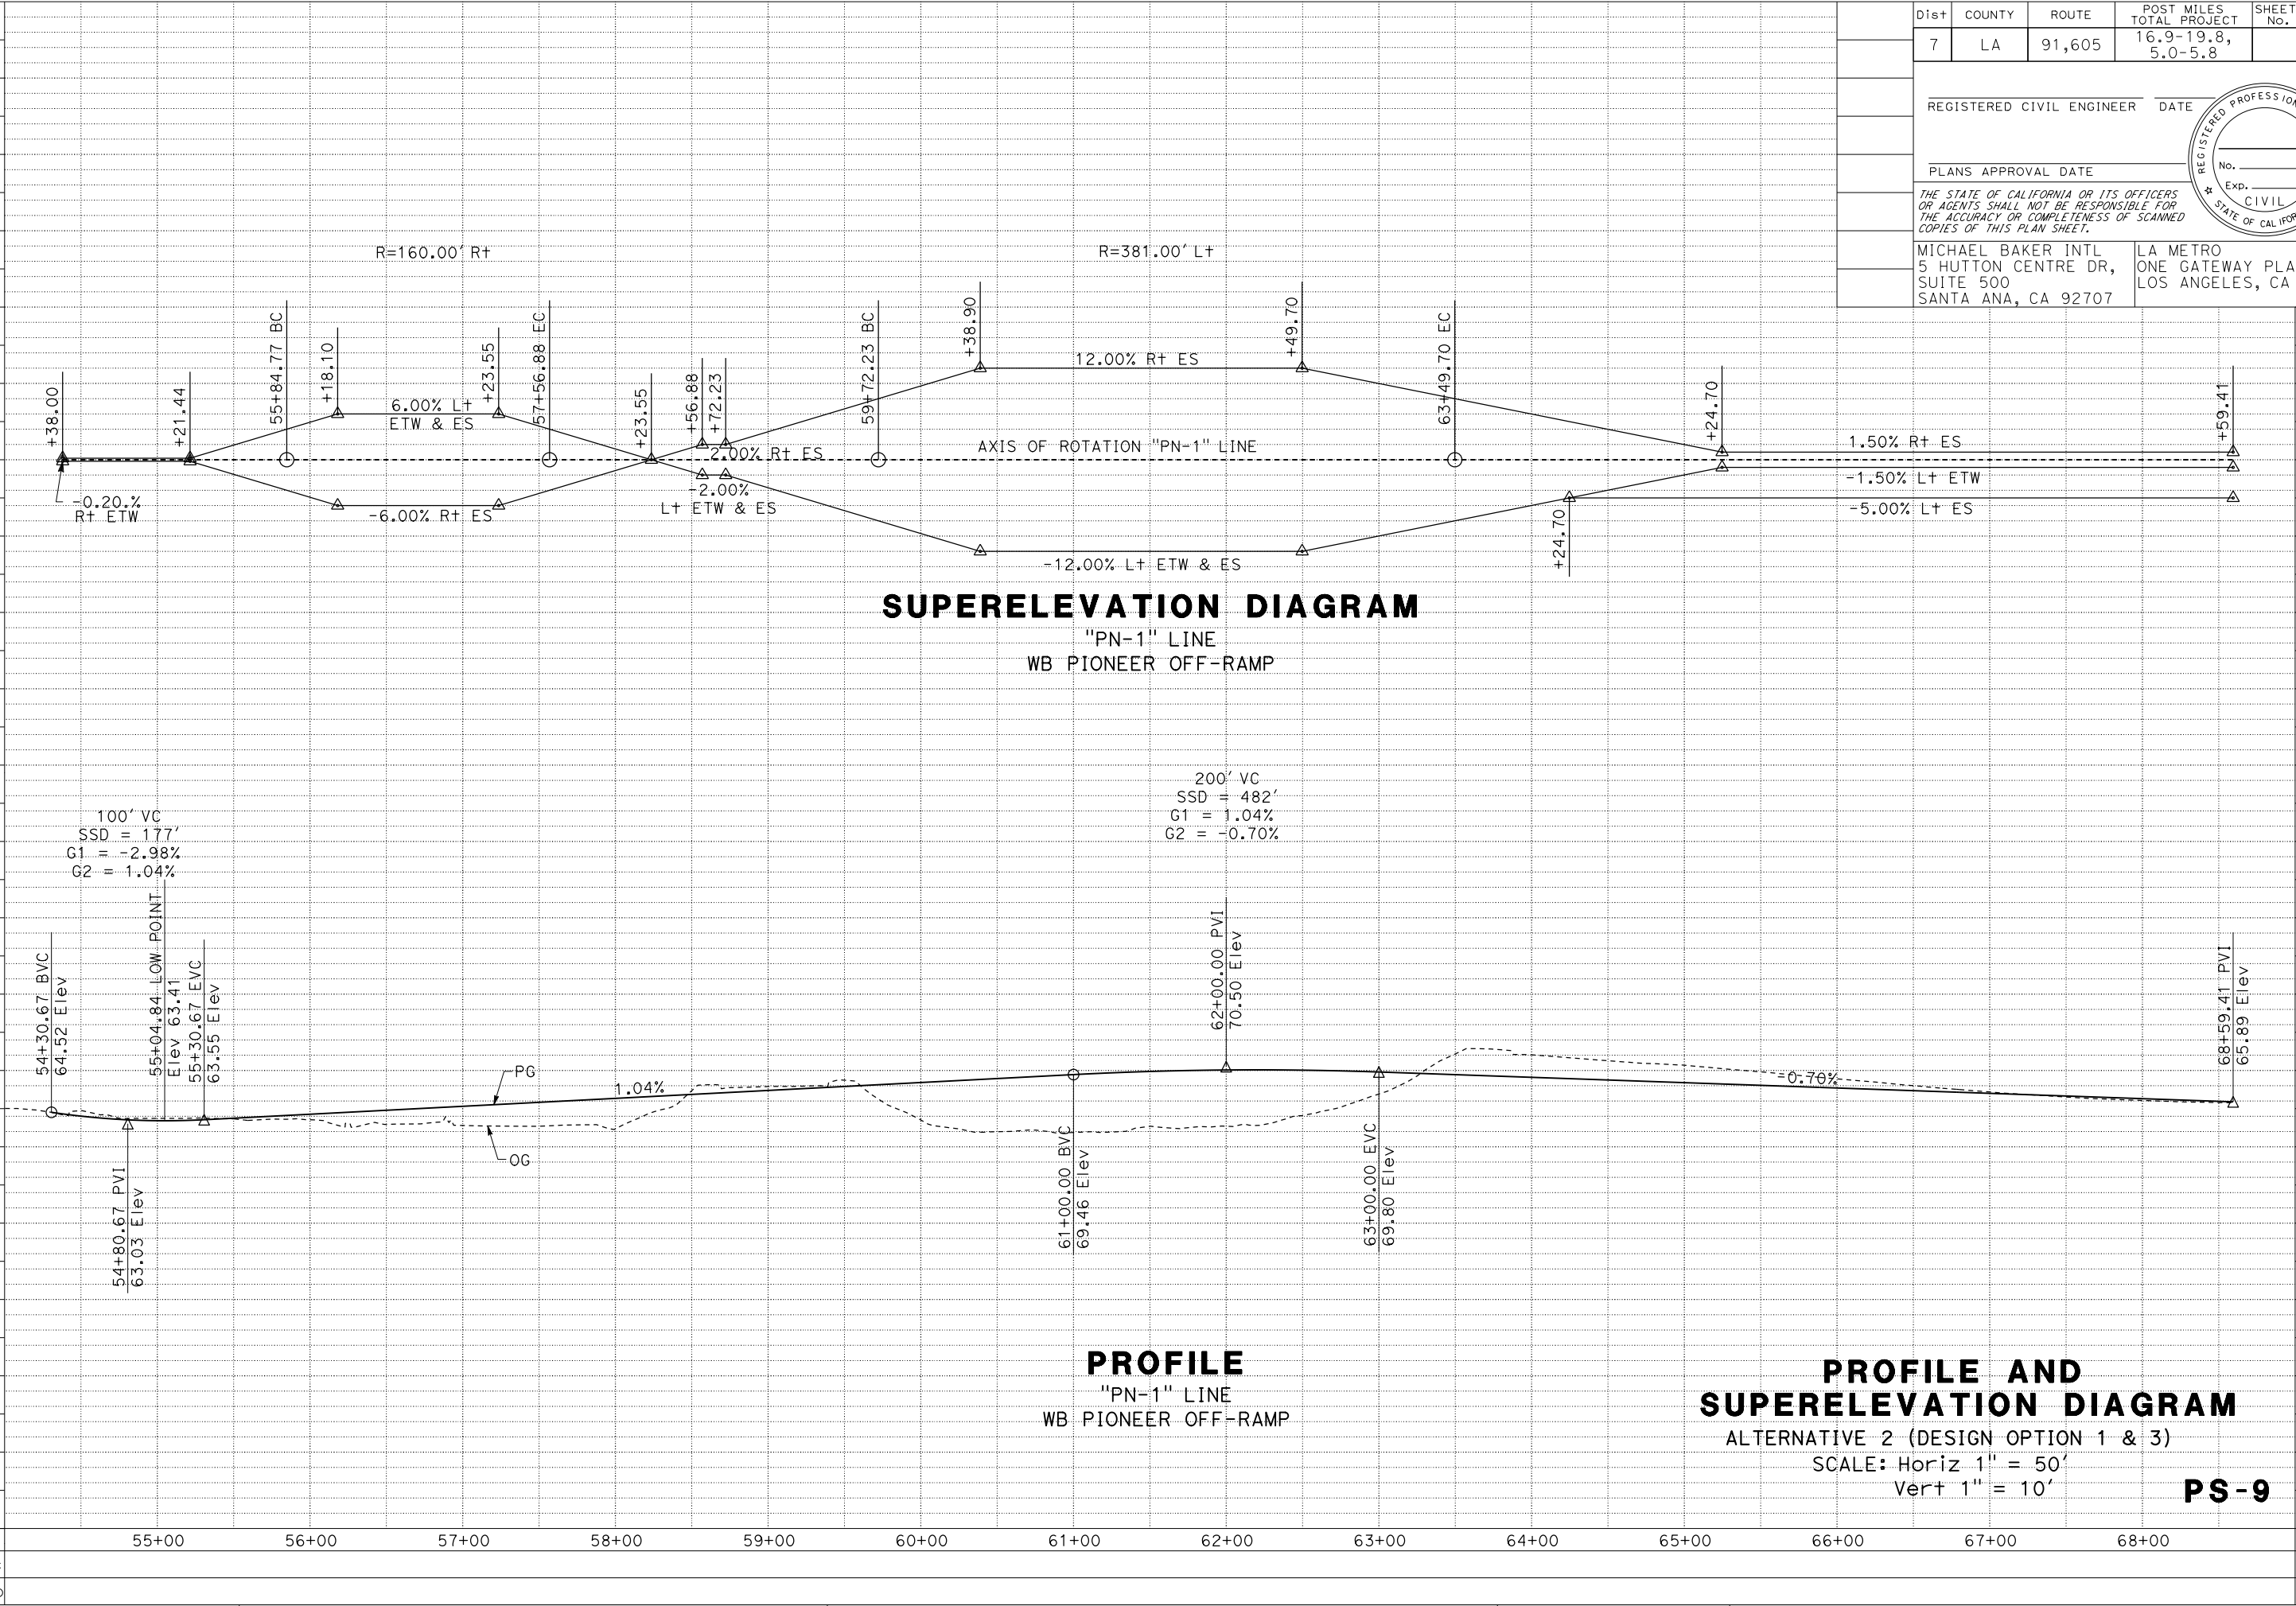 Dist COUNTY ROUTE POST MILES TOTAL PROJECT SHEET No.
7 LA 91,605 16.9-19.8, 5.0-5.8
REGISTERED CIVIL ENGINEER DATE
PLANS APPROVAL DATE
THE STATE OF CALIFORNIA OR ITS OFFICERS
OR AGENTS SHALL NOT BE RESPONSIBLE FOR
THE ACCURACY OR COMPLETENESS OF SCANNED
COPIES OF THIS PLAN SHEET.
REGISTERED
No.
Exp.
CIVIL
STATE OF
MICHAEL BAKER INTL
5 HUTTON CENTRE DR,
SUITE 500
SANTA ANA, CA 92707
LA METRO
ONE GATEWAY
LOS ANGELES, CA
R=160.00' Rt
R=381.00' Lt
+38.00
+21.44
55+84.77 BC
+18.10
+23.55
57+56.88 EC
+23.55
+56.88
+72.23
59+72.23 BC
+38.90
+49.70
63+49.70 EC
+24.70
+24.70
+59.41
-0.20.%
Rt ETW
6.00% Lt
ETW & ES
-6.00% Rt ES
2.00% Rt ES
-2.00%
Lt ETW & ES
12.00% Rt ES
AXIS OF ROTATION "PN-1" LINE
-12.00% Lt ETW & ES
1.50% Rt ES
-1.50% Lt ETW
-5.00% Lt ES
SUPERELEVATION DIAGRAM
"PN-1" LINE
WB PIONEER OFF-RAMP
100' VC
SSD = 177'
G1 = -2.98%
G2 = 1.04%
200' VC
SSD = 482'
G1 = 1.04%
G2 = -0.70%
54+30.67 BVC
64.52 Elev
55+04.84 LOW POINT
Elev 63.41
55+30.67 EVC
63.55 Elev
62+00.00 PVI
70.50 Elev
68+59.41 PVI
65.89 Elev
PG
1.04%
-0.70%
OG
54+80.67 PVI
63.03 Elev
61+00.00 BVC
69.46 Elev
63+00.00 EVC
69.80 Elev
PROFILE
"PN-1" LINE
WB PIONEER OFF-RAMP
PROFILE AND
SUPERELEVATION DIAGRAM
ALTERNATIVE 2 (DESIGN OPTION 1 & 3)
SCALE: Horiz 1" = 50'
Vert 1" = 10'
PS-9
55+00 56+00 57+00 58+00 59+00 60+00 61+00 62+00 63+00 64+00 65+00 66+00 67+00 68+00